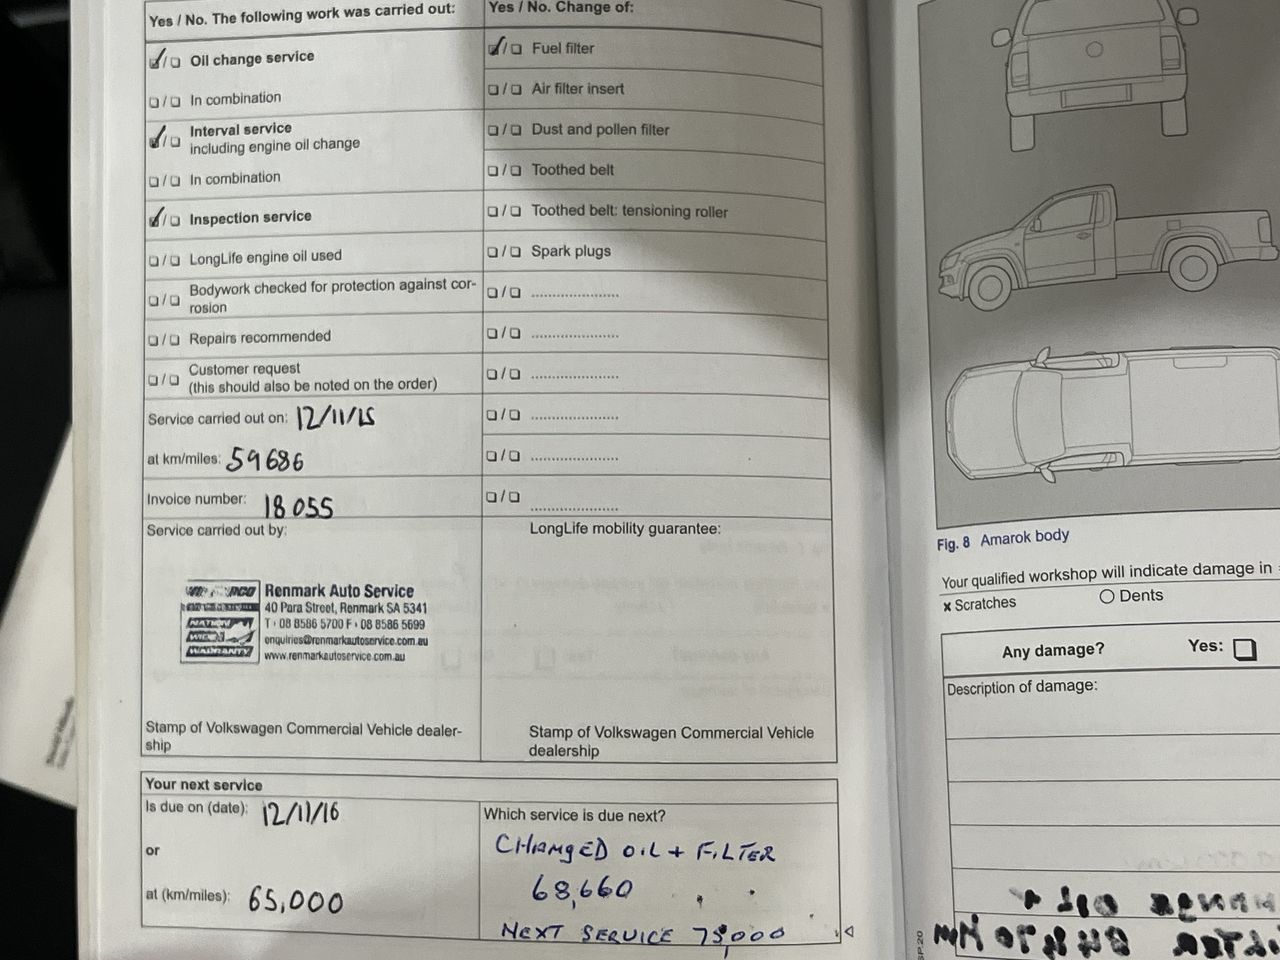 Yes / No. The following work was carried out:
Oil change service
In combination
Interval service
including engine oil change
In combination
Inspection service
LongLife engine oil used
Bodywork checked for protection against cor-
rosion
Repairs recommended
Customer request
(this should also be noted on the order)
Service carried out on: 12/11/15
at km/miles: 59686
Invoice number: 18055
Service carried out by:
Renmark Auto Service
40 Para Street, Renmark SA 5341
T : 08 8586 5700 F : 08 8586 5699
enquiries@renmarkautoservice.com.au
www.renmarkautoservice.com.au
NATION
WIDE
WARRANTY
Stamp of Volkswagen Commercial Vehicle dealer-
ship
Yes / No. Change of:
Fuel filter
Air filter insert
Dust and pollen filter
Toothed belt
Toothed belt: tensioning roller
Spark plugs
LongLife mobility guarantee:
Stamp of Volkswagen Commercial Vehicle
dealership
Your next service
Is due on (date): 12/11/16
or
at (km/miles): 65,000
Which service is due next?
CHANGED OIL + FILTER
68,660
NEXT SERVICE 75,000
Fig. 8 Amarok body
Your qualified workshop will indicate damage in
x Scratches
Dents
Any damage? Yes:
Description of damage: